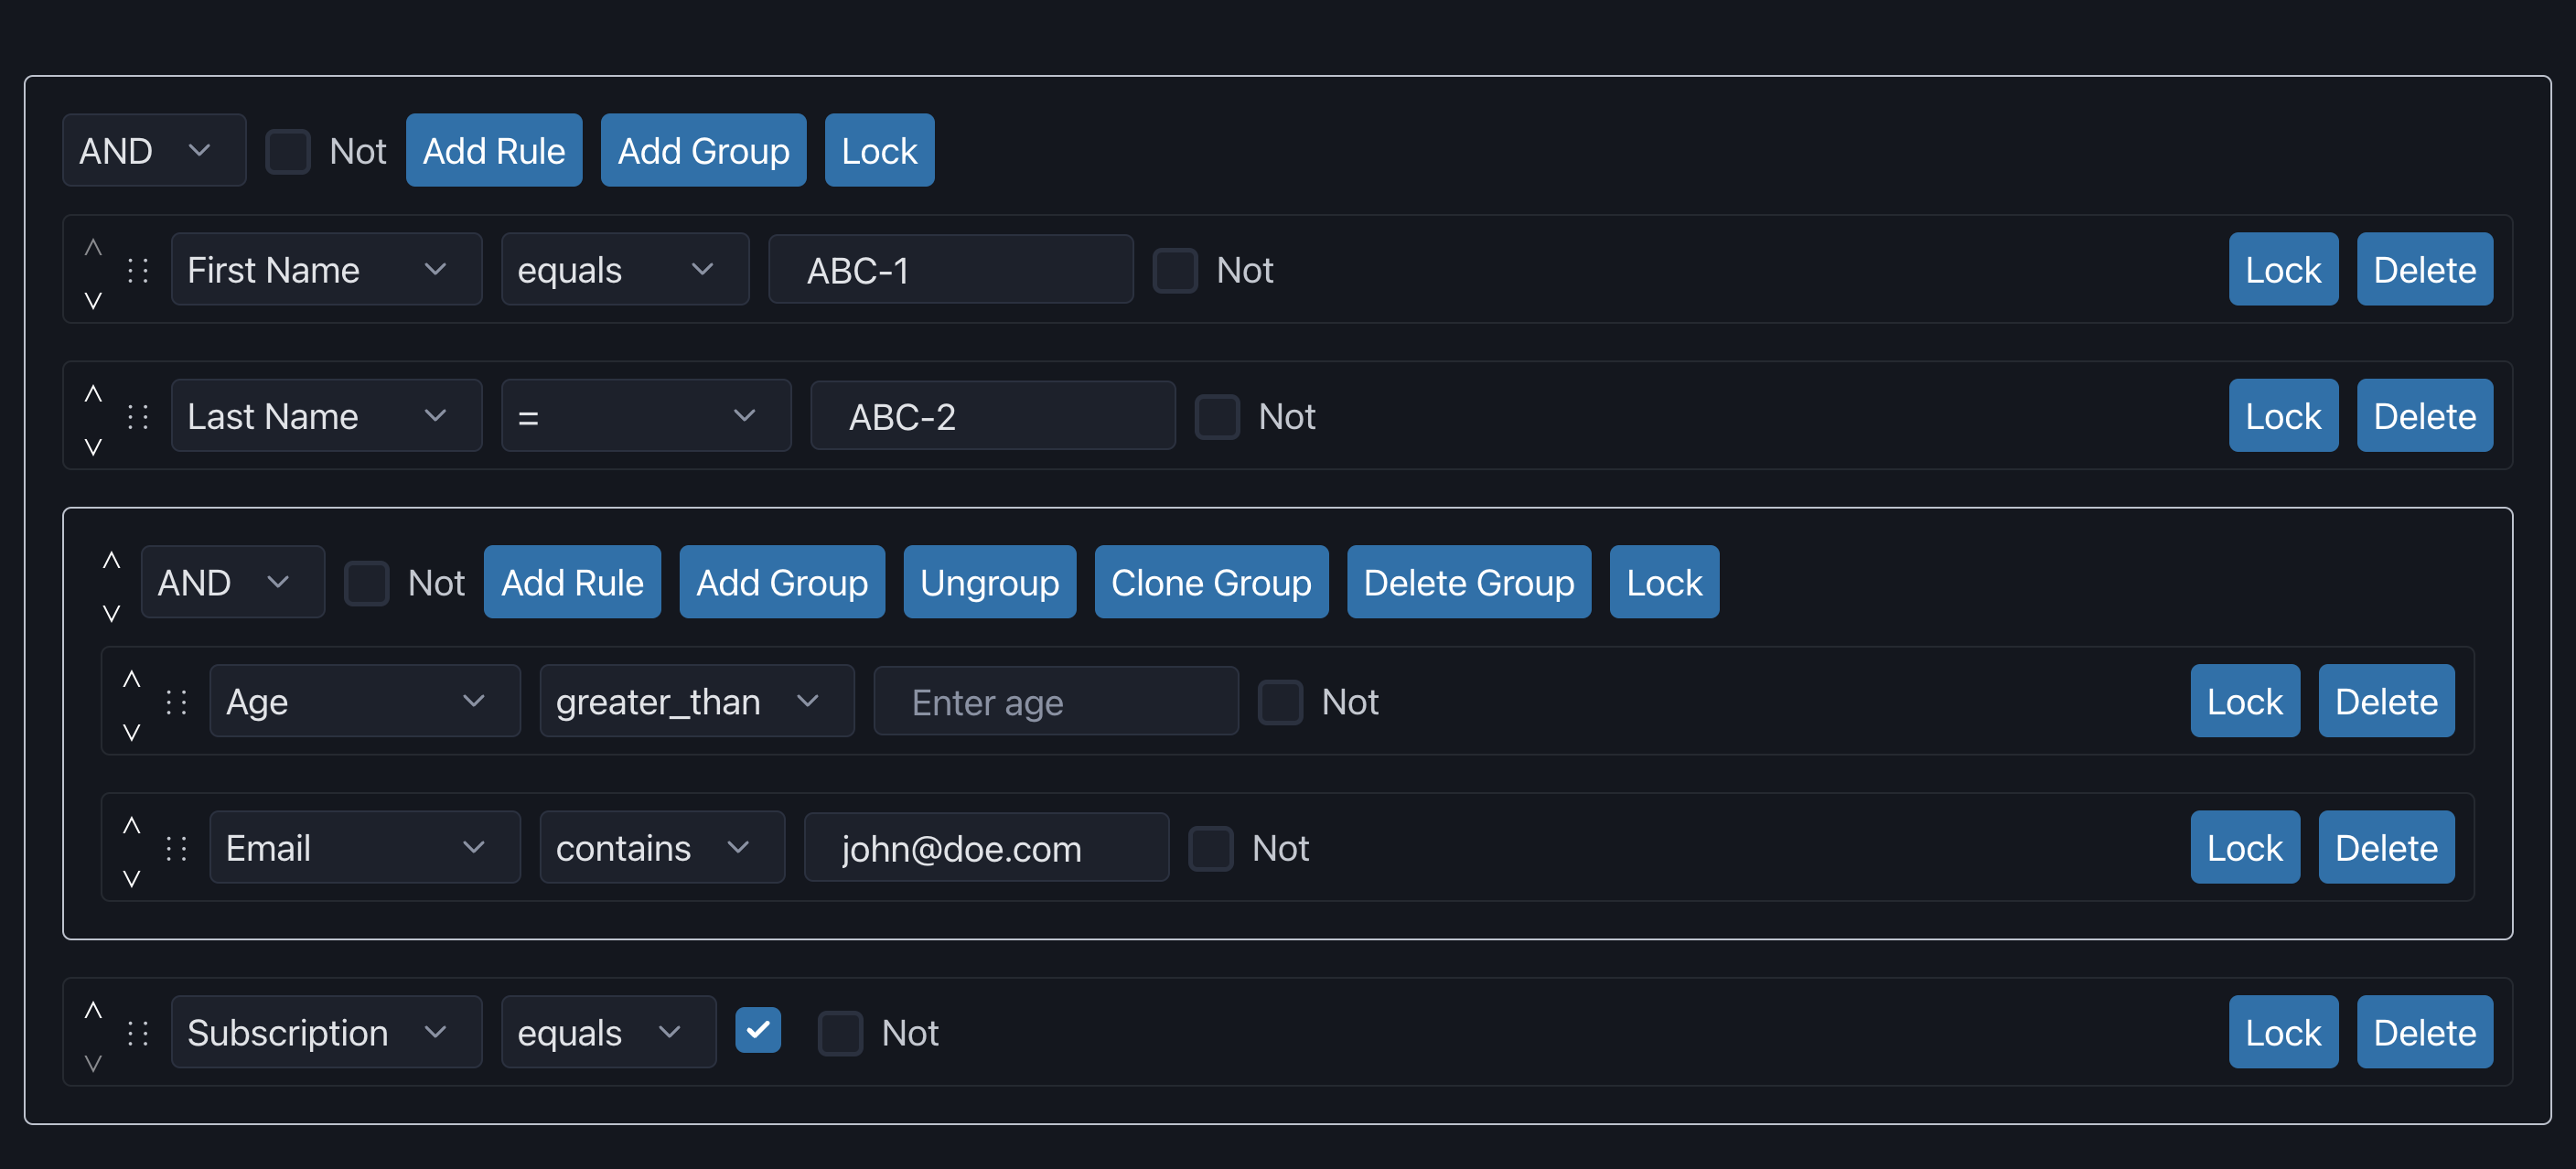 AND Not Add Rule Add Group Lock
First Name equals ABC-1 Not Lock Delete
Last Name = ABC-2 Not Lock Delete
AND Not Add Rule Add Group Ungroup Clone Group Delete Group Lock
Age greater_than Enter age Not Lock Delete
Email contains john@doe.com Not Lock Delete
Subscription equals Not Lock Delete